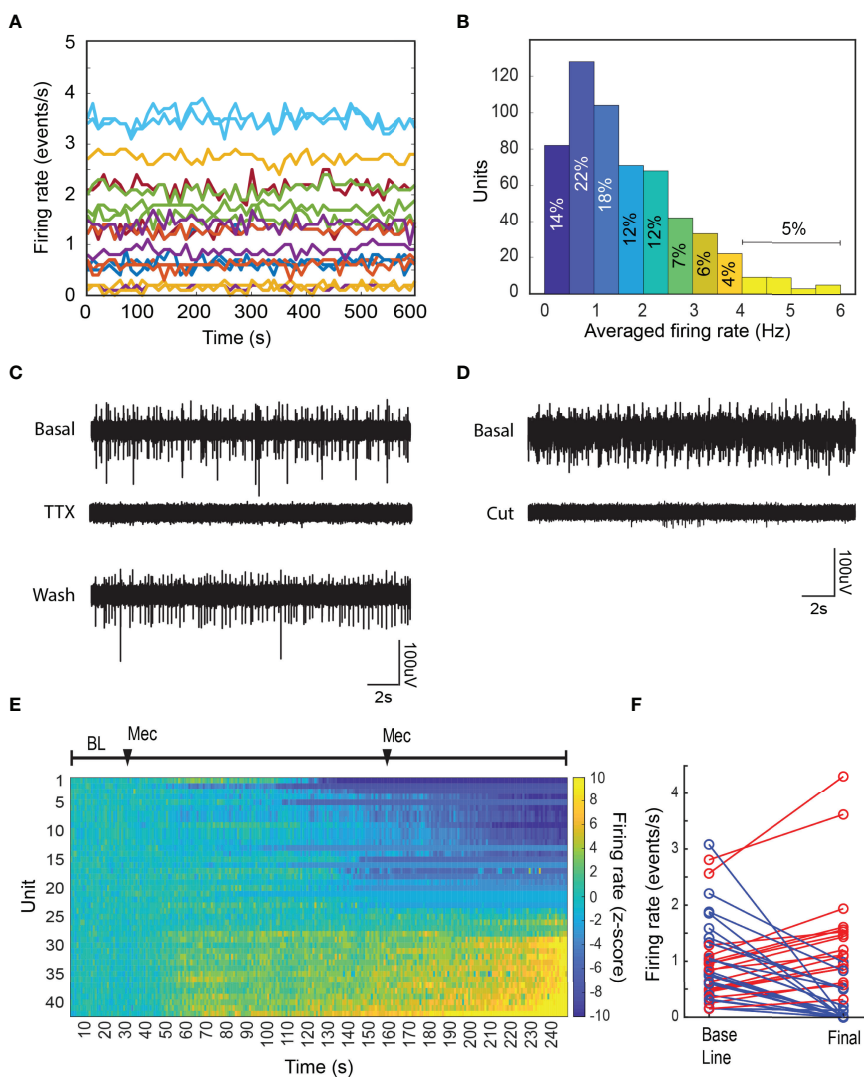 A
Firing rate (events/s)
5
4
3
2
1
0
0 100 200 300 400 500 600
Time (s)
B
Units
120
100
80
60
40
20
0
14%
22%
18%
12%
12%
7%
6%
4%
5%
0 1 2 3 4 5 6
Averaged firing rate (Hz)
C
Basal
TTX
Wash
100uV
2s
D
Basal
Cut
100uV
2s
E
BL
Mec
Mec
Unit
1
5
10
15
20
25
30
35
40
10 20 30 40 50 60 70 80 90 100 110 120 130 140 150 160 170 180 190 200 210 220 230 240
Time (s)
10
8
6
4
2
0
-2
-4
-6
-8
-10
Firing rate (z-score)
F
Firing rate (events/s)
4
3
2
1
0
Base
Line
Final